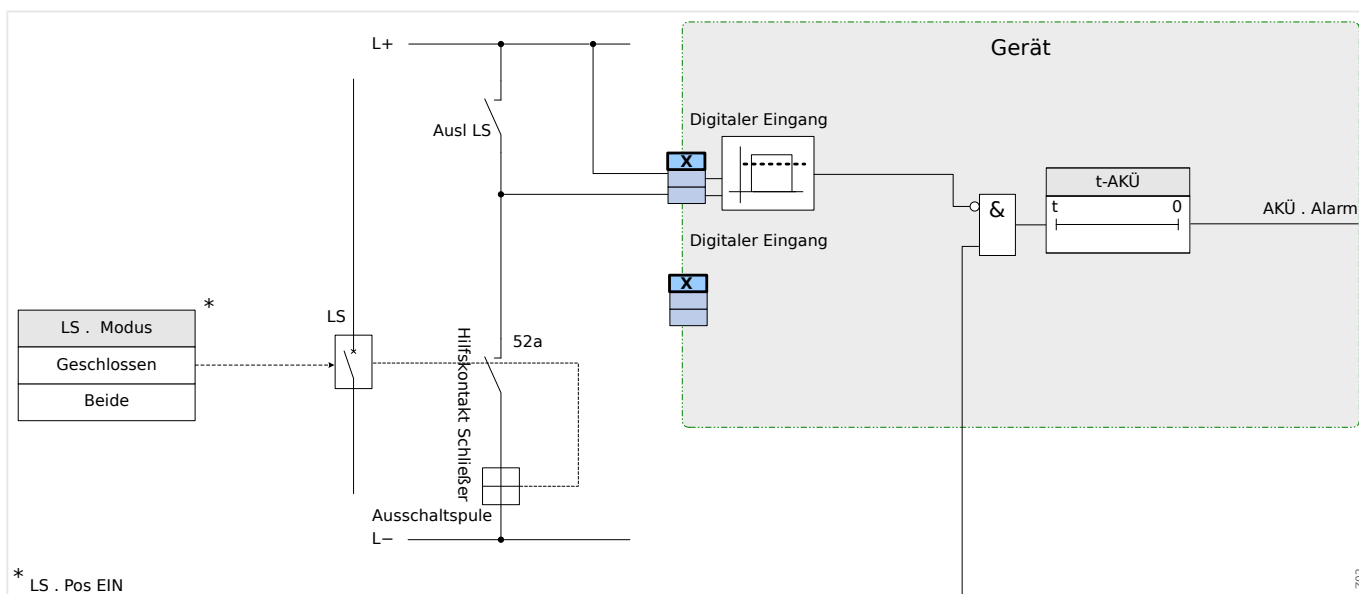 L+
Gerät
Digitaler Eingang
Ausl LS
X
t-AKÜ
t 0
&
AKÜ . Alarm
Digitaler Eingang
X
*
LS . Modus
Geschlossen
Beide
LS
52a
Hilfskontakt Schließer
Ausschaltspule
L−
* LS . Pos EIN